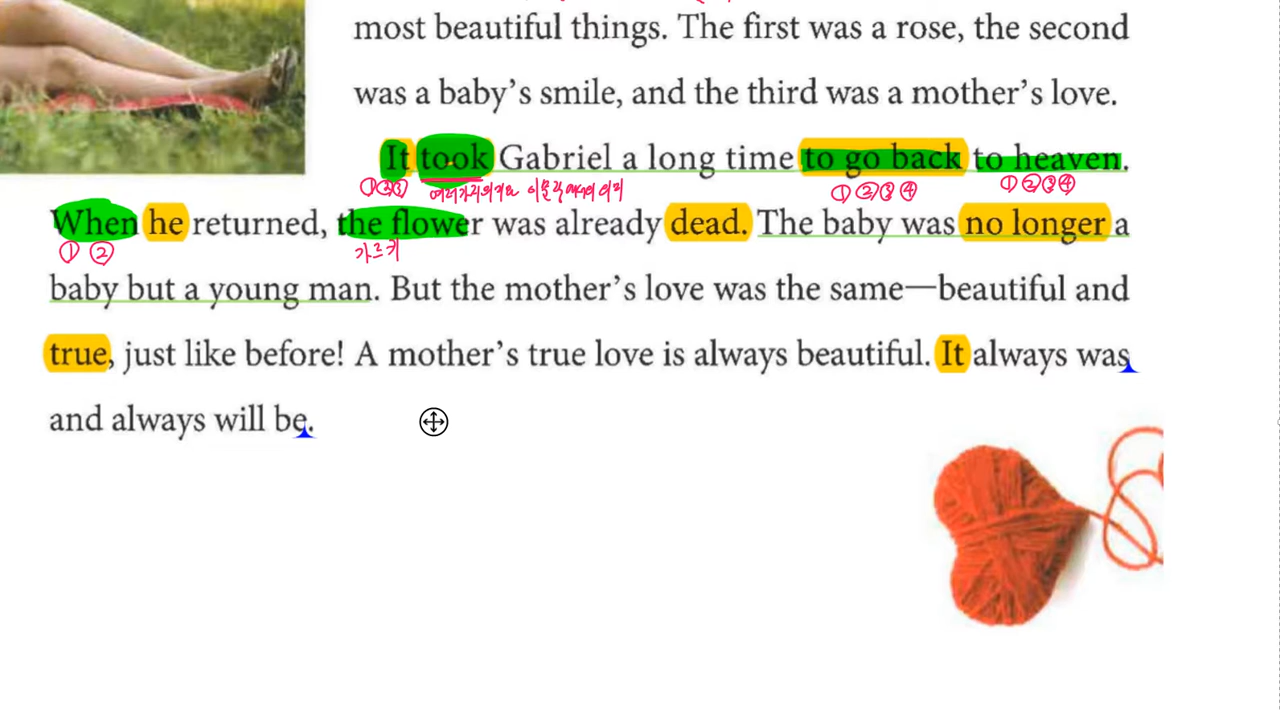 most beautiful things. The first was a rose, the second
was a baby's smile, and the third was a mother's love.
It took Gabriel a long time to go back to heaven.
①②③ 여러가지의 ①②③④ ①②③④
When he returned, the flower was already dead. The baby was no longer a
① ② 가르키
baby but a young man. But the mother's love was the same—beautiful and
true, just like before! A mother's true love is always beautiful. It always was
and always will be.